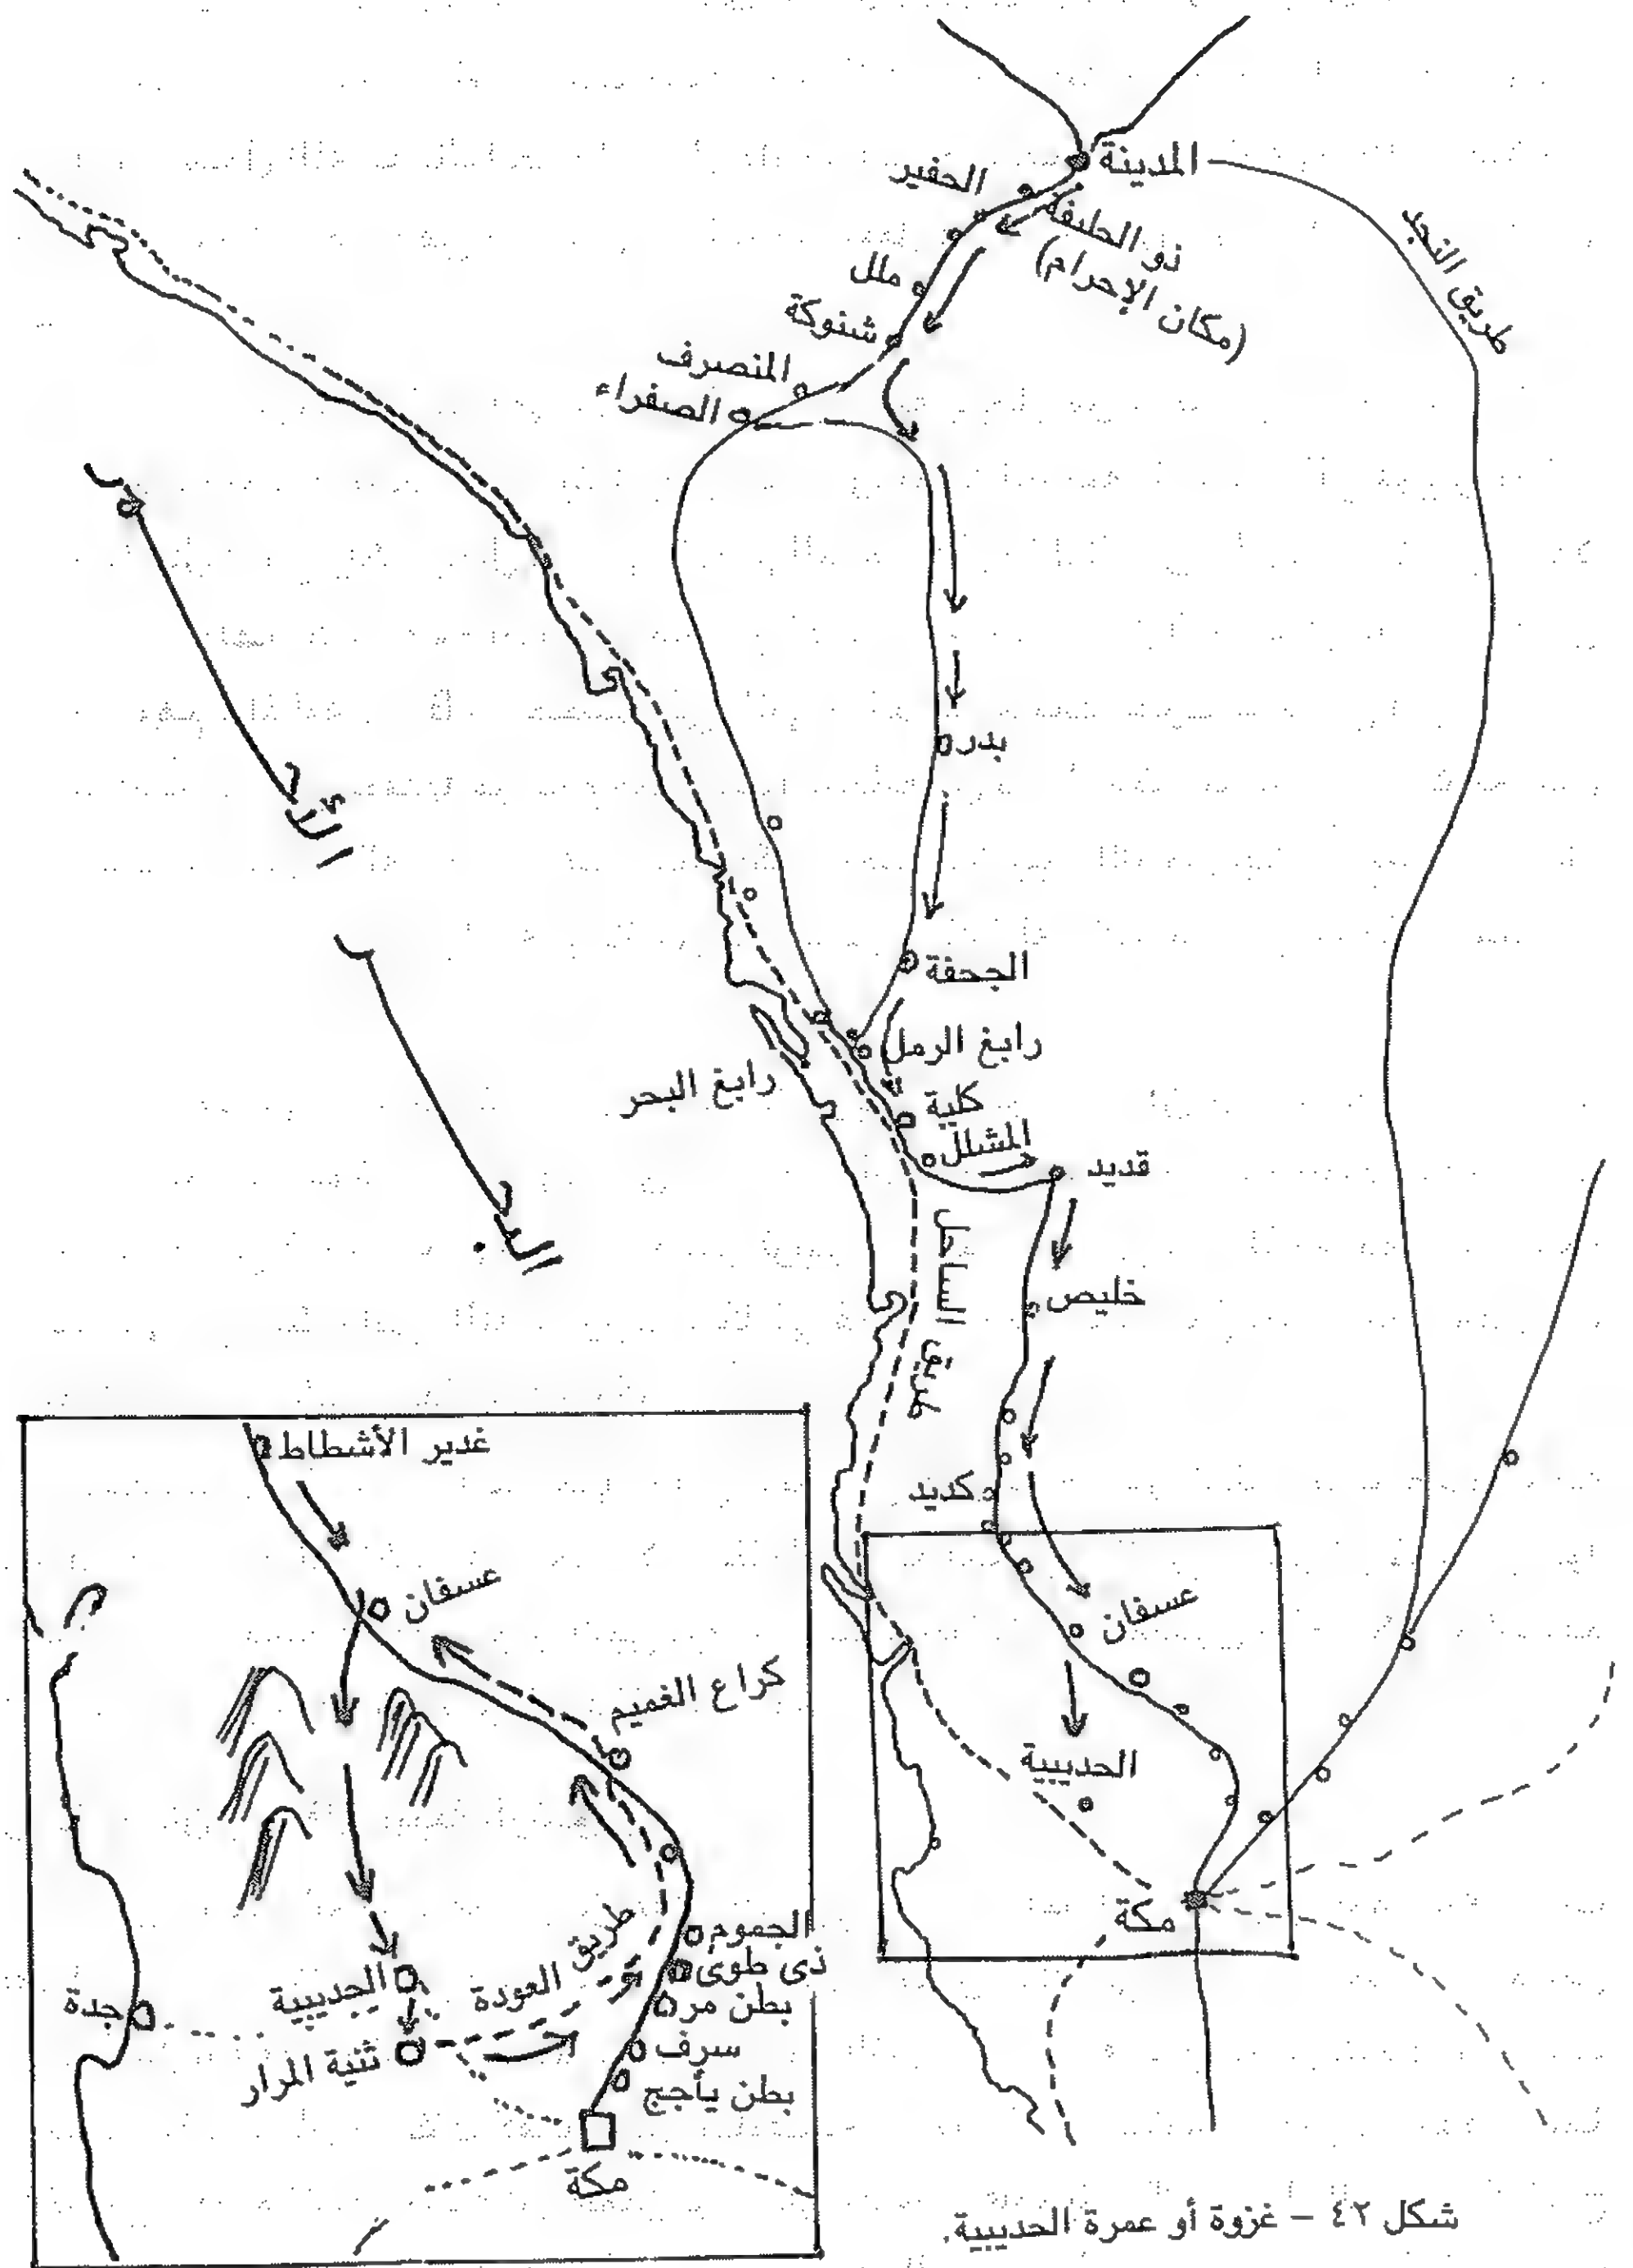 المدينة
الحفير
ذو الحليفة
(مكان الإحرام)
طريق النجد
ملل
شنوكة
المنصرف
الصفراء
بدر
البحر
الأحمر
الجحفة
رابغ الرمل
رابغ البحر
كلية
المشلل
قديد
طريق الساحل
خليص
كديد
عسفان
الحديبية
مكة
غدير الأشطاط
عسفان
كراع الغميم
الجموم
ذى طوى
بطن مر
سرف
بطن يأجج
طريق العودة
الحديبية
ثنية المرار
جدة
مكة
شكل ٤٢ – غزوة أو عمرة الحديبية.